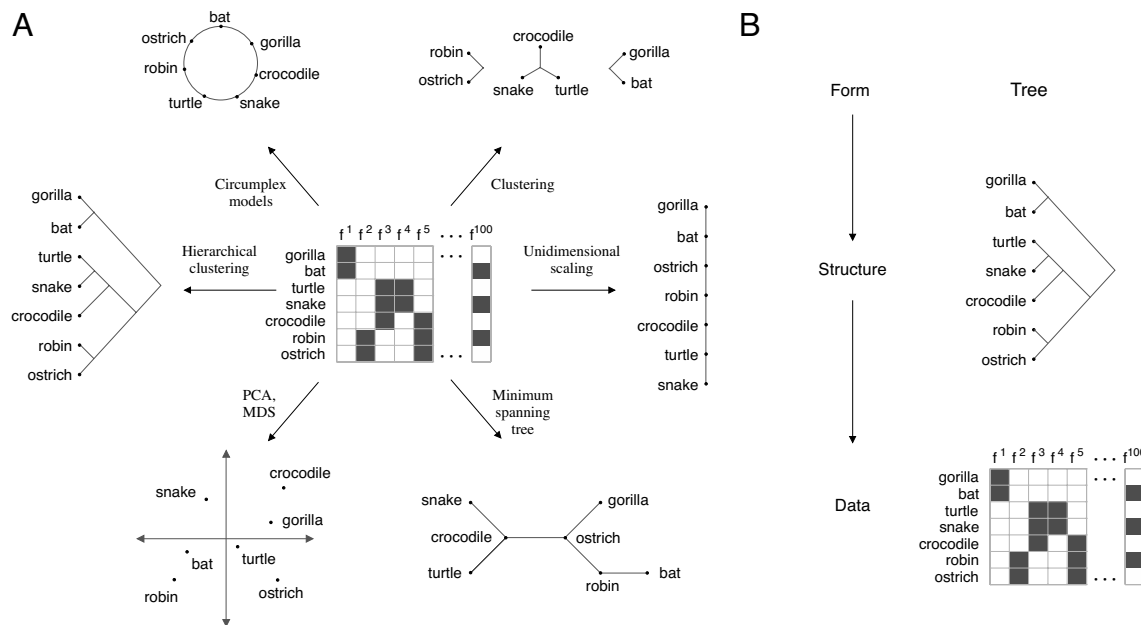 A
bat
ostrich
gorilla
robin
crocodile
turtle
snake
Circumplex
models
robin
ostrich
crocodile
snake
turtle
gorilla
bat
Clustering
gorilla
bat
turtle
snake
crocodile
robin
ostrich
Hierarchical
clustering
f1 f2 f3 f4 f5 ... f100
gorilla ...
bat
turtle
snake
crocodile
robin
ostrich ...
Unidimensional
scaling
gorilla
bat
ostrich
robin
crocodile
turtle
snake
PCA,
MDS
snake
crocodile
gorilla
bat
turtle
robin
ostrich
Minimum
spanning
tree
snake
gorilla
crocodile
ostrich
turtle
robin
bat
B
Form
Tree
Structure
gorilla
bat
turtle
snake
crocodile
robin
ostrich
Data
f1 f2 f3 f4 f5 ... f100
gorilla ...
bat
turtle
snake
crocodile
robin
ostrich ...